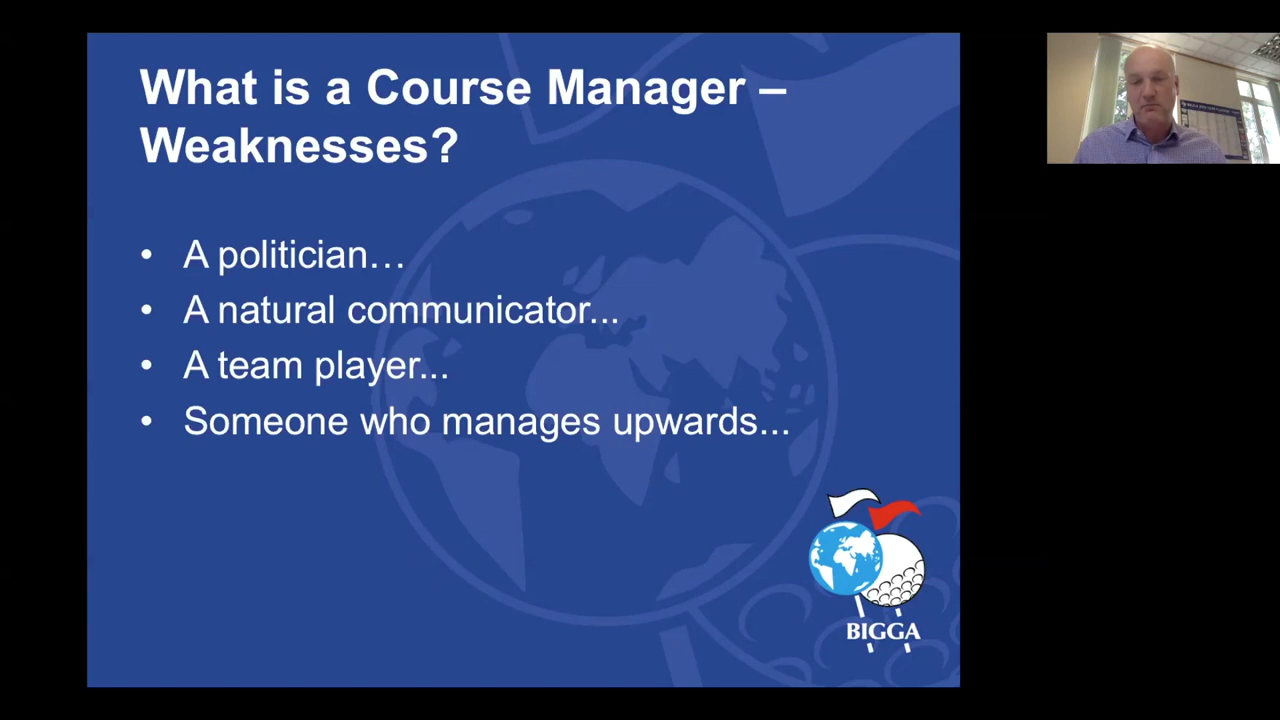 What is a Course Manager –
Weaknesses?
• A politician…
• A natural communicator...
• A team player...
• Someone who manages upwards...
BIGGA